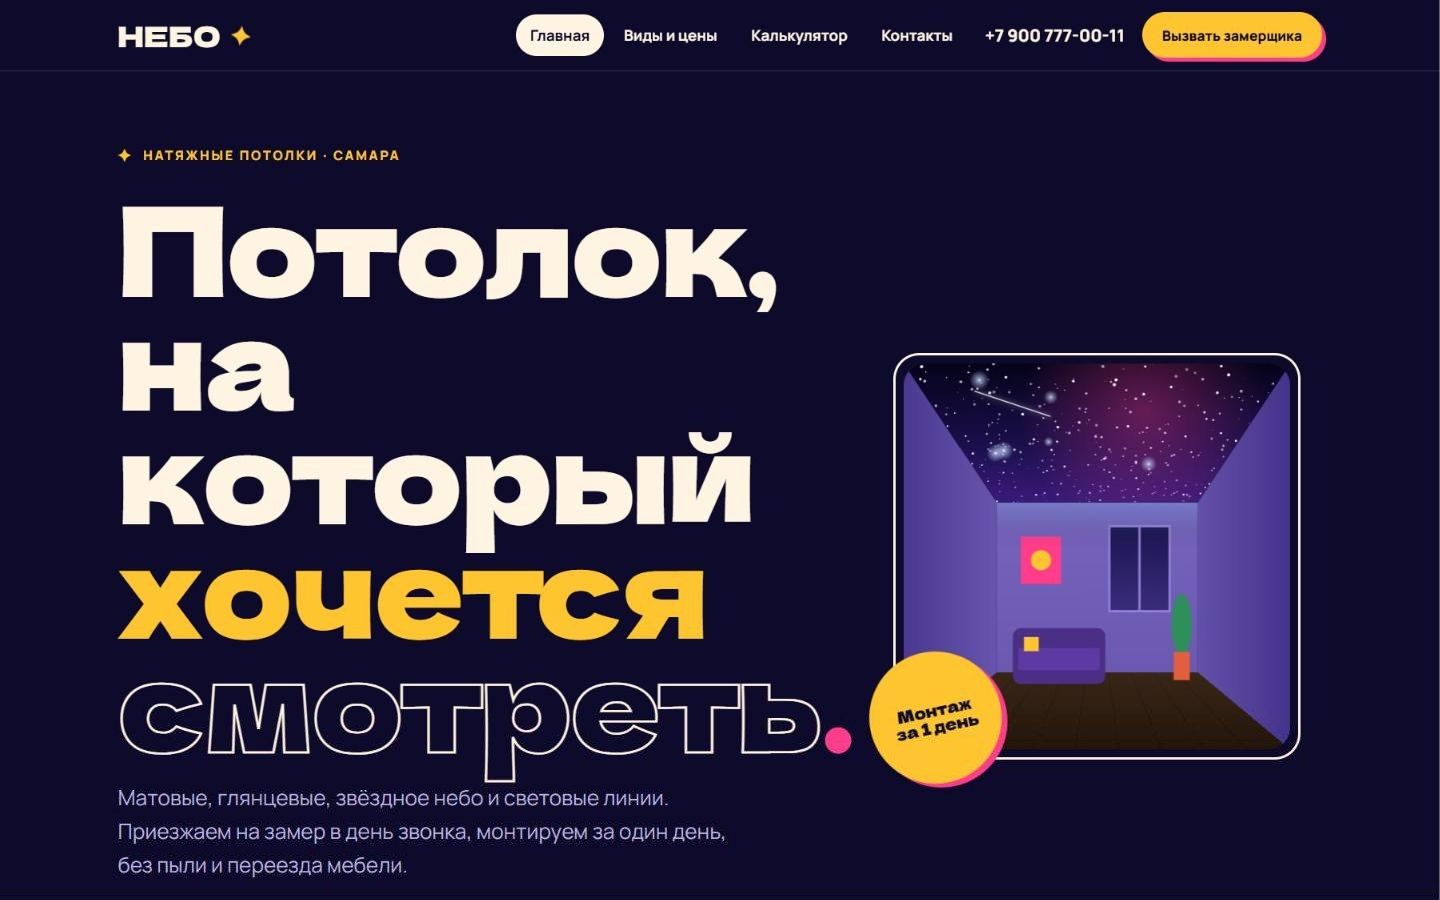 НЕБО
Главная
Виды и цены
Калькулятор
Контакты
+7 900 777-00-11
Вызвать замерщика
НАТЯЖНЫЕ ПОТОЛКИ · САМАРА
Потолок,
на
который
хочется
смотреть.
Монтаж
за 1 день
Матовые, глянцевые, звёздное небо и световые линии.
Приезжаем на замер в день звонка, монтируем за один день,
без пыли и переезда мебели.